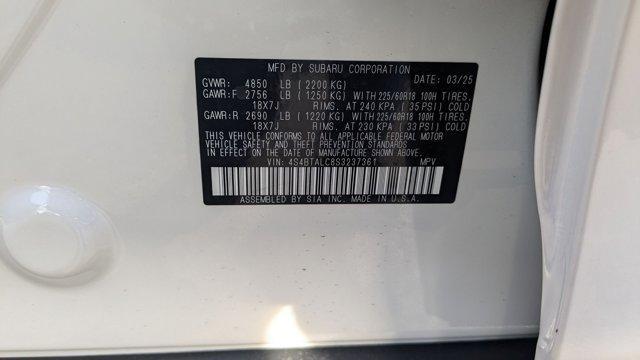 MFD BY SUBARU CORPORATION
DATE: 03/25
GVWR: 4850 LB (2200 KG)
GAWR:F 2756 LB (1250 KG) WITH 225/60R18 100H TIRES.
18X7J RIMS. AT 240 KPA (35 PSI) COLD
GAWR:R 2690 LB (1220 KG) WITH 225/60R18 100H TIRES.
18X7J RIMS. AT 230 KPA (33 PSI) COLD
THIS VEHICLE CONFORMS TO ALL APPLICABLE FEDERAL MOTOR
VEHICLE SAFETY AND THEFT PREVENTION STANDARDS
IN EFFECT ON THE DATE OF MANUFACTURE SHOWN ABOVE.
VIN: 4S4BTALC8S3237361 MPV
ASSEMBLED BY SIA INC. MADE IN U.S.A.